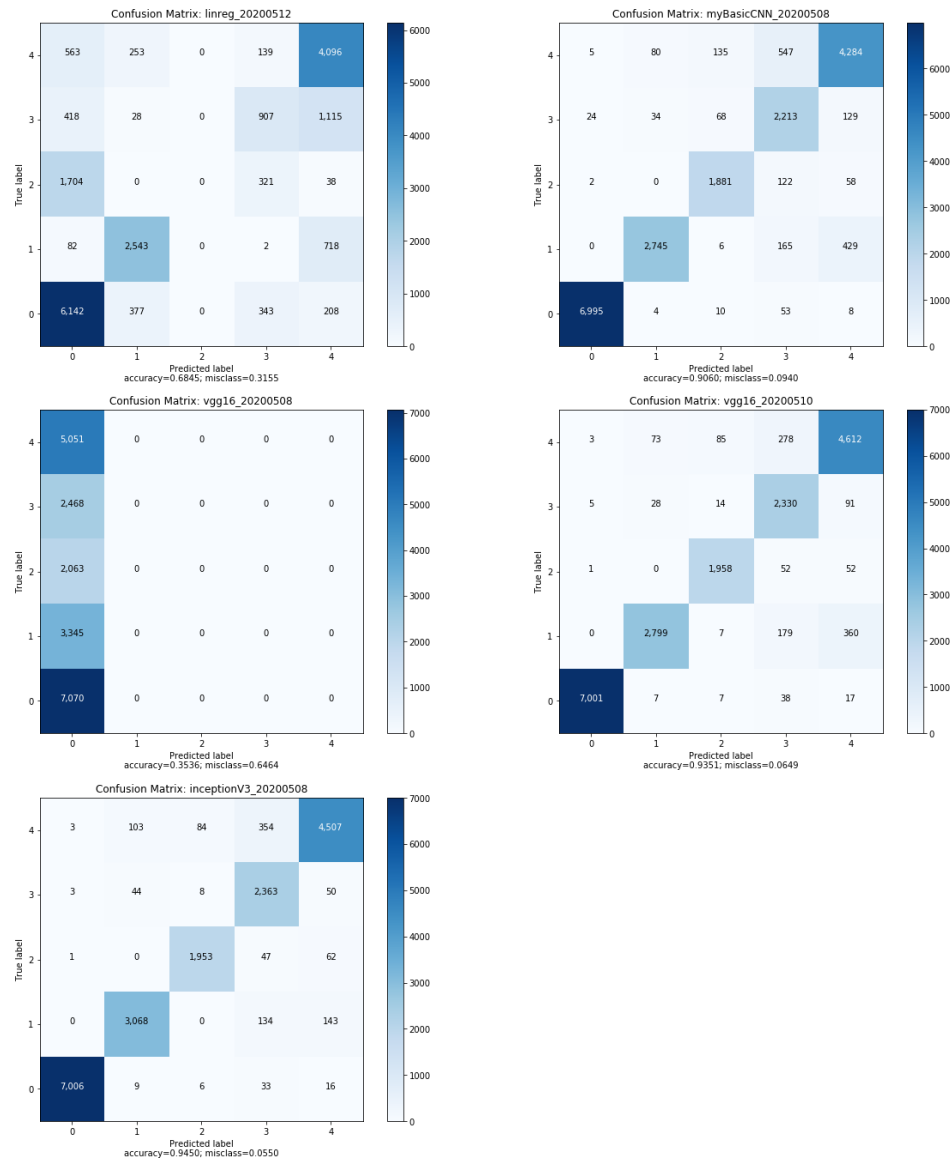 Confusion Matrix: linreg_20200512
True label
4 563 253 0 139 4,096
3 418 28 0 907 1,115
2 1,704 0 0 321 38
1 82 2,543 0 2 718
0 6,142 377 0 343 208
0 1 2 3 4
Predicted label
accuracy=0.6845; misclass=0.3155
6000
5000
4000
3000
2000
1000
0
Confusion Matrix: myBasicCNN_20200508
True label
4 5 80 135 547 4,284
3 24 34 68 2,213 129
2 2 0 1,881 122 58
1 0 2,745 6 165 429
0 6,995 4 10 53 8
0 1 2 3 4
Predicted label
accuracy=0.9060; misclass=0.0940
6000
5000
4000
3000
2000
1000
0
Confusion Matrix: vgg16_20200508
True label
4 5,051 0 0 0 0
3 2,468 0 0 0 0
2 2,063 0 0 0 0
1 3,345 0 0 0 0
0 7,070 0 0 0 0
0 1 2 3 4
Predicted label
accuracy=0.3536; misclass=0.6464
7000
6000
5000
4000
3000
2000
1000
0
Confusion Matrix: vgg16_20200510
True label
4 3 73 85 278 4,612
3 5 28 14 2,330 91
2 1 0 1,958 52 52
1 0 2,799 7 179 360
0 7,001 7 7 38 17
0 1 2 3 4
Predicted label
accuracy=0.9351; misclass=0.0649
7000
6000
5000
4000
3000
2000
1000
0
Confusion Matrix: inceptionV3_20200508
True label
4 3 103 84 354 4,507
3 3 44 8 2,363 50
2 1 0 1,953 47 62
1 0 3,068 0 134 143
0 7,006 9 6 33 16
0 1 2 3 4
Predicted label
accuracy=0.9450; misclass=0.0550
7000
6000
5000
4000
3000
2000
1000
0